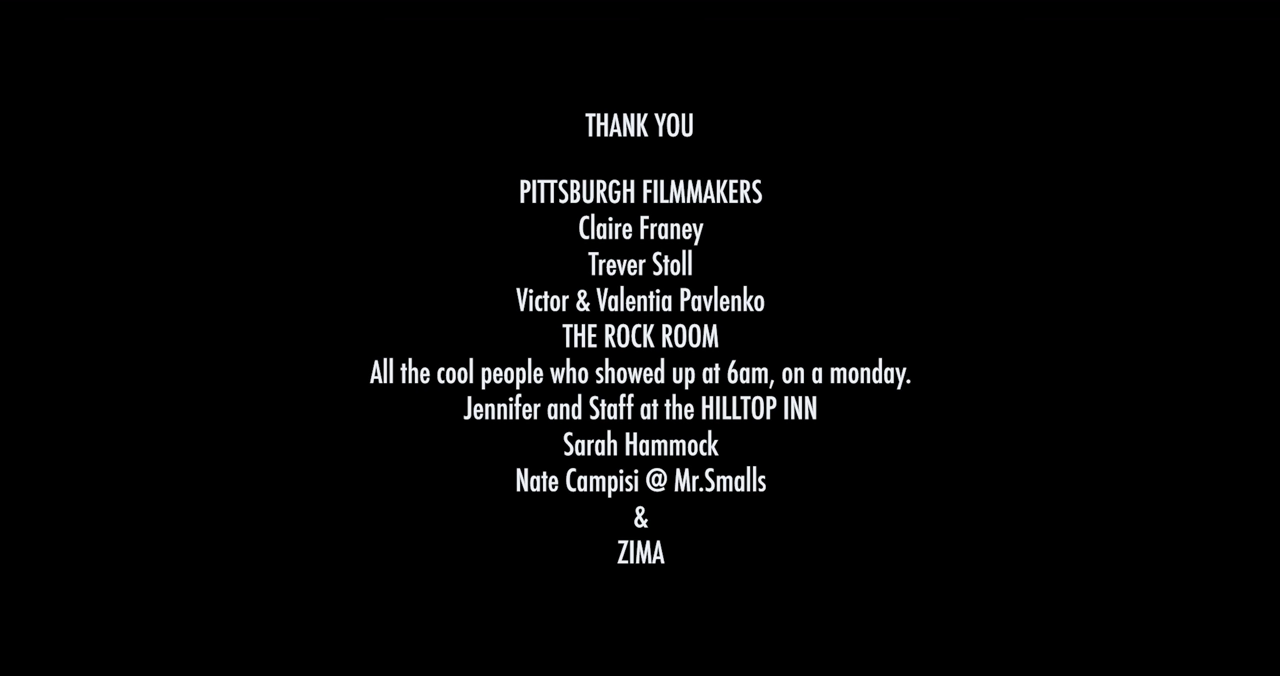 THANK YOU
PITTSBURGH FILMMAKERS
Claire Franey
Trever Stoll
Victor & Valentia Pavlenko
THE ROCK ROOM
All the cool people who showed up at 6am, on a monday.
Jennifer and Staff at the HILLTOP INN
Sarah Hammock
Nate Campisi @ Mr.Smalls
&
ZIMA